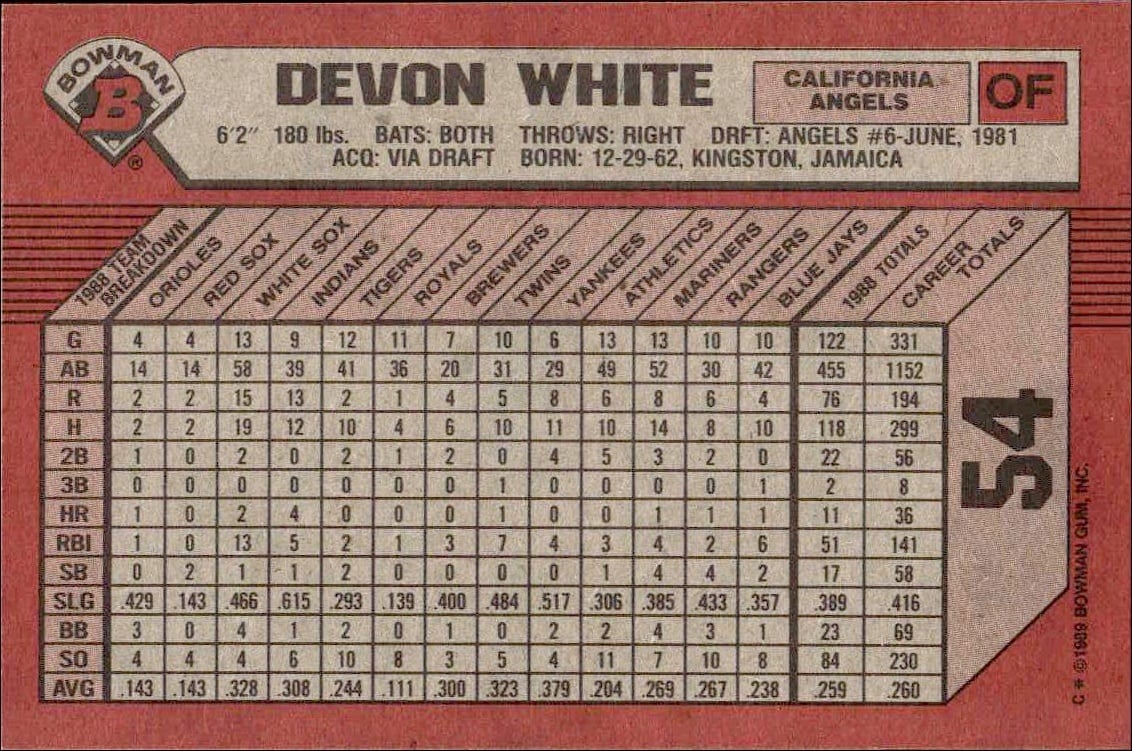 BOWMAN
B
®
DEVON WHITE
CALIFORNIA
ANGELS
OF
6'2" 180 lbs. BATS: BOTH THROWS: RIGHT DRFT: ANGELS #6-JUNE, 1981
ACQ: VIA DRAFT BORN: 12-29-62, KINGSTON, JAMAICA
1988 TEAM BREAKDOWN ORIOLES RED SOX WHITE SOX INDIANS TIGERS ROYALS BREWERS TWINS YANKEES ATHLETICS MARINERS RANGERS BLUE JAYS 1988 TOTALS CAREER TOTALS
G 4 4 13 9 12 11 7 10 6 13 13 10 10 122 331
AB 14 14 58 39 41 36 20 31 29 49 52 30 42 455 1152
R 2 2 15 13 2 1 4 5 8 6 8 6 4 76 194
H 2 2 19 12 10 4 6 10 11 10 14 8 10 118 299
2B 1 0 2 0 2 1 2 0 4 5 3 2 0 22 56
3B 0 0 0 0 0 0 0 1 0 0 0 0 1 2 8
HR 1 0 2 4 0 0 0 1 0 0 1 1 1 11 36
RBI 1 0 13 5 2 1 3 7 4 3 4 2 6 51 141
SB 0 2 1 1 2 0 0 0 0 1 4 4 2 17 58
SLG .429 .143 .466 .615 .293 .139 .400 .484 .517 .306 .385 .433 .357 .389 .416
BB 3 0 4 1 2 0 1 0 2 2 4 3 1 23 69
SO 4 4 4 6 10 8 3 5 4 11 7 10 8 84 230
AVG .143 .143 .328 .308 .244 .111 .300 .323 .379 .204 .269 .267 .238 .259 .260
54
C * ©1989 BOWMAN GUM, INC.